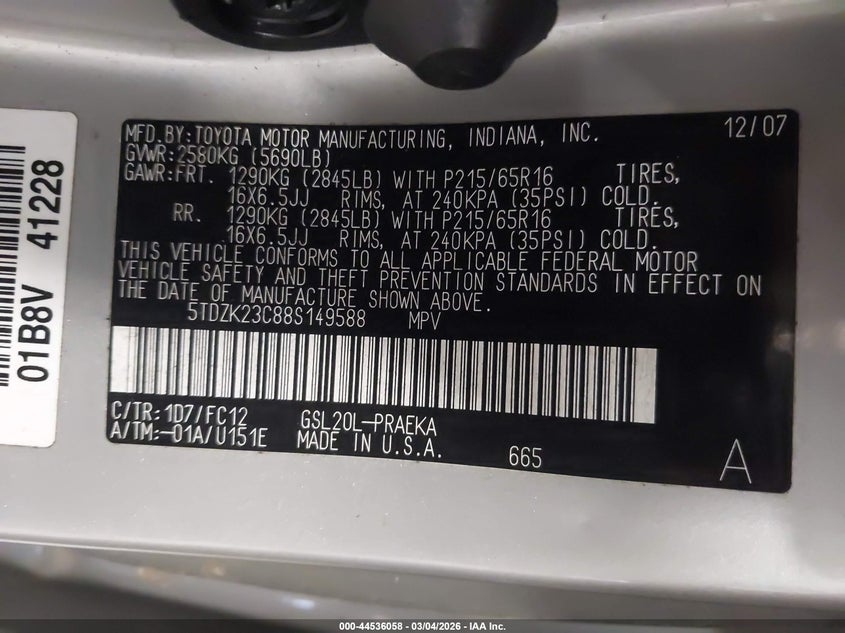 MFD.BY:TOYOTA MOTOR MANUFACTURING, INDIANA, INC. 12/07
GVWR:2580KG (5690LB)
GAWR:FRT. 1290KG (2845LB) WITH P215/65R16 TIRES,
16X6.5JJ RIMS, AT 240KPA (35PSI) COLD.
RR. 1290KG (2845LB) WITH P215/65R16 TIRES,
16X6.5JJ RIMS, AT 240KPA (35PSI) COLD.
THIS VEHICLE CONFORMS TO ALL APPLICABLE FEDERAL MOTOR
VEHICLE SAFETY AND THEFT PREVENTION STANDARDS IN EFFECT ON
THE DATE OF MANUFACTURE SHOWN ABOVE.
5TDZK23C88S149588 MPV
C/TR:1D7/FC12 GSL20L-PRAEKA
A/TM:-01A/U151E MADE IN U.S.A. 665 A
01B8V 41228
000-44536058 - 03/04/2026 - IAA Inc.